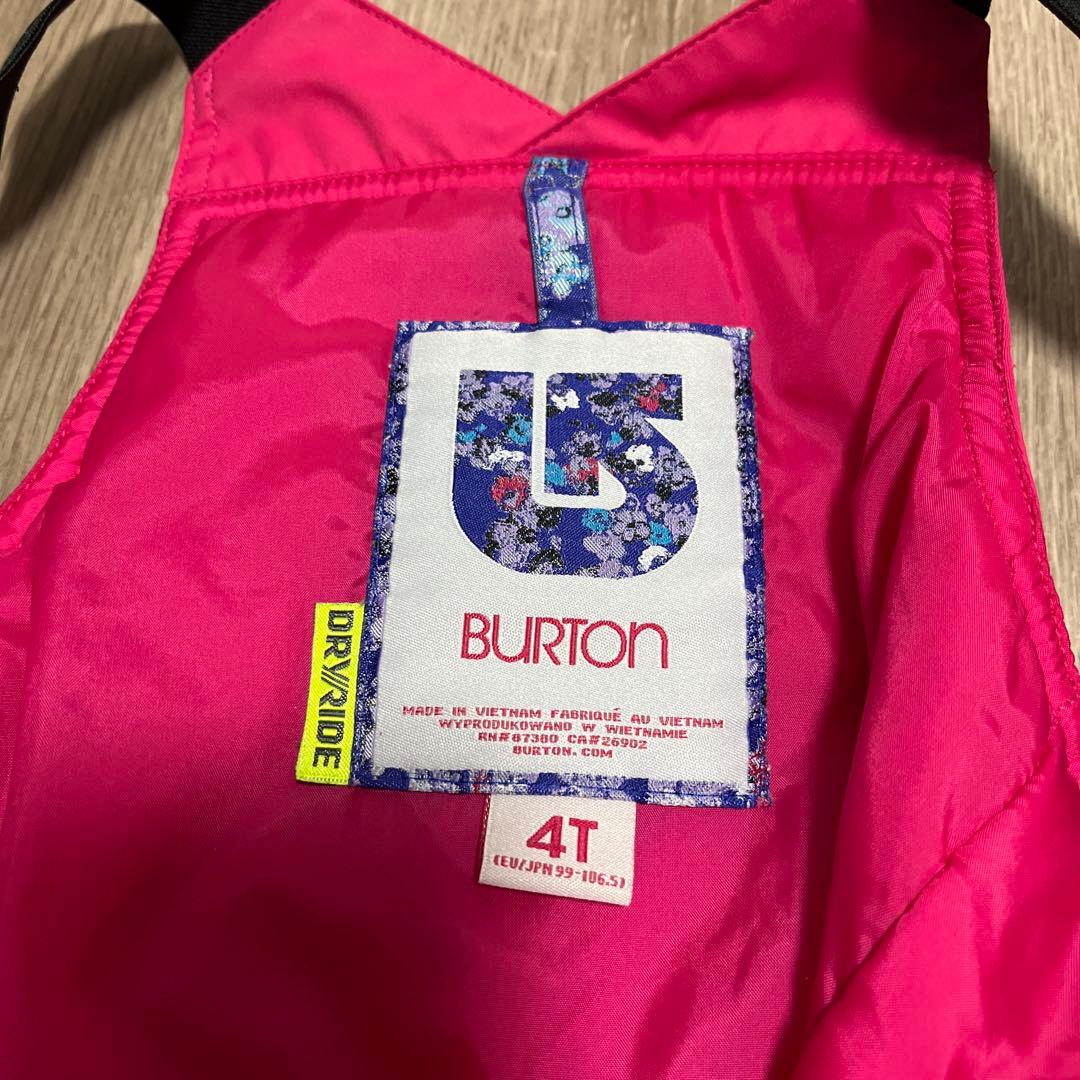 BURTON
MADE IN VIETNAM FABRIQUÉ AU VIETNAM
WYPRODUKOWANO W WIETNAMIE
RN#87380 CA#26902
BURTON.COM
DRY//RIDE
4T
(EU/JPN 99-106.5)